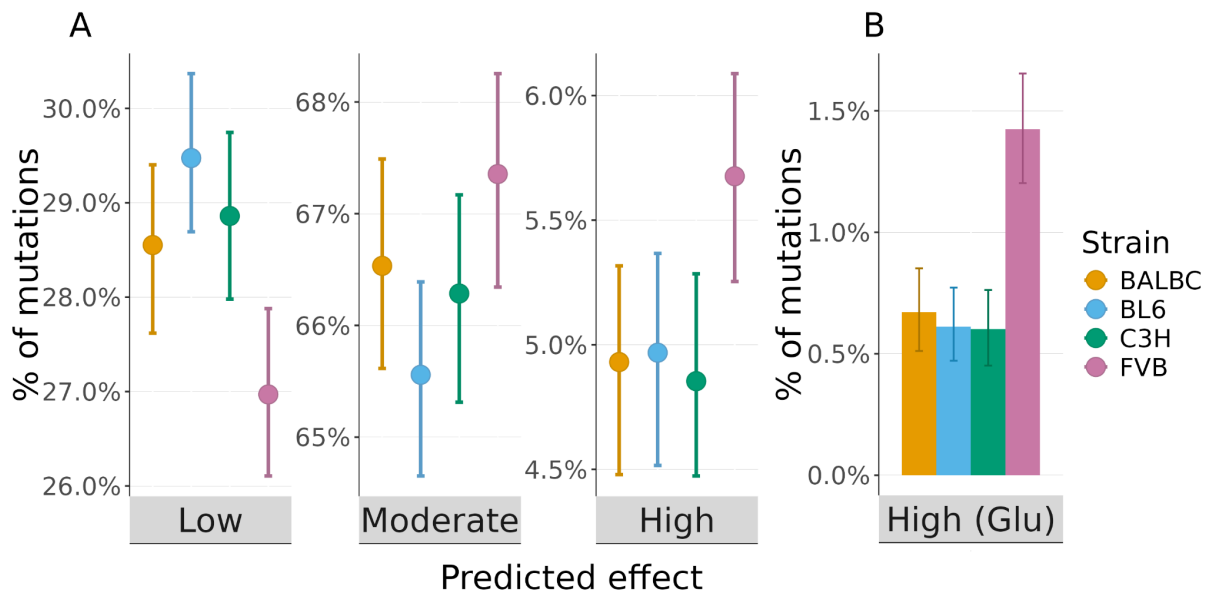 A
B
% of mutations
30.0%
29.0%
28.0%
27.0%
26.0%
Low
68%
67%
66%
65%
Moderate
6.0%
5.5%
5.0%
4.5%
High
Predicted effect
% of mutations
1.5%
1.0%
0.5%
0.0%
High (Glu)
Strain
BALBC
BL6
C3H
FVB